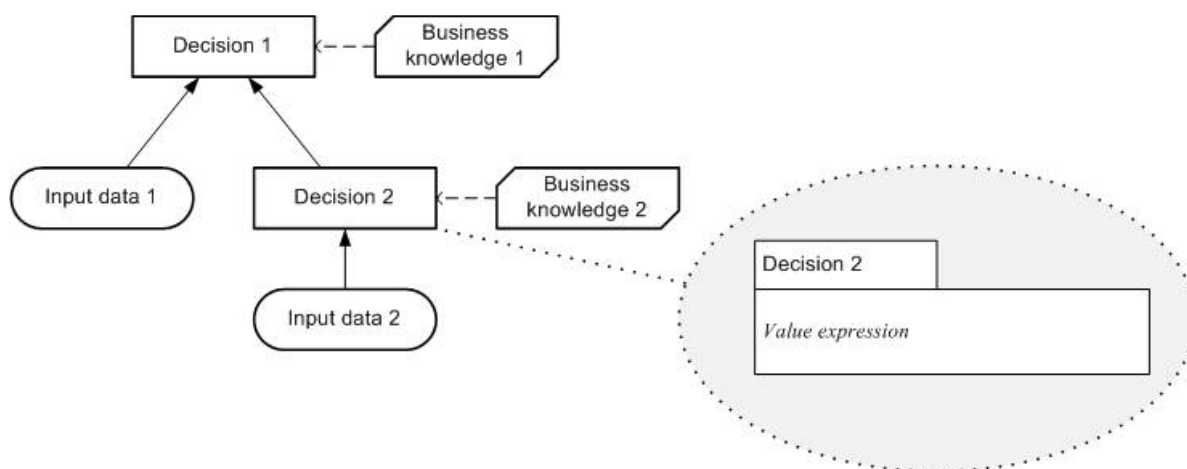 Decision 1
Business
knowledge 1
Input data 1
Decision 2
Business
knowledge 2
Input data 2
Decision 2
Value expression